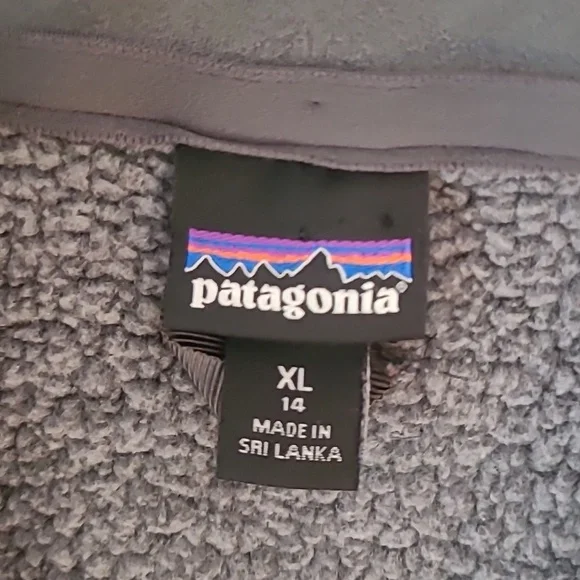 patagonia®
XL
14
MADE IN
SRI LANKA